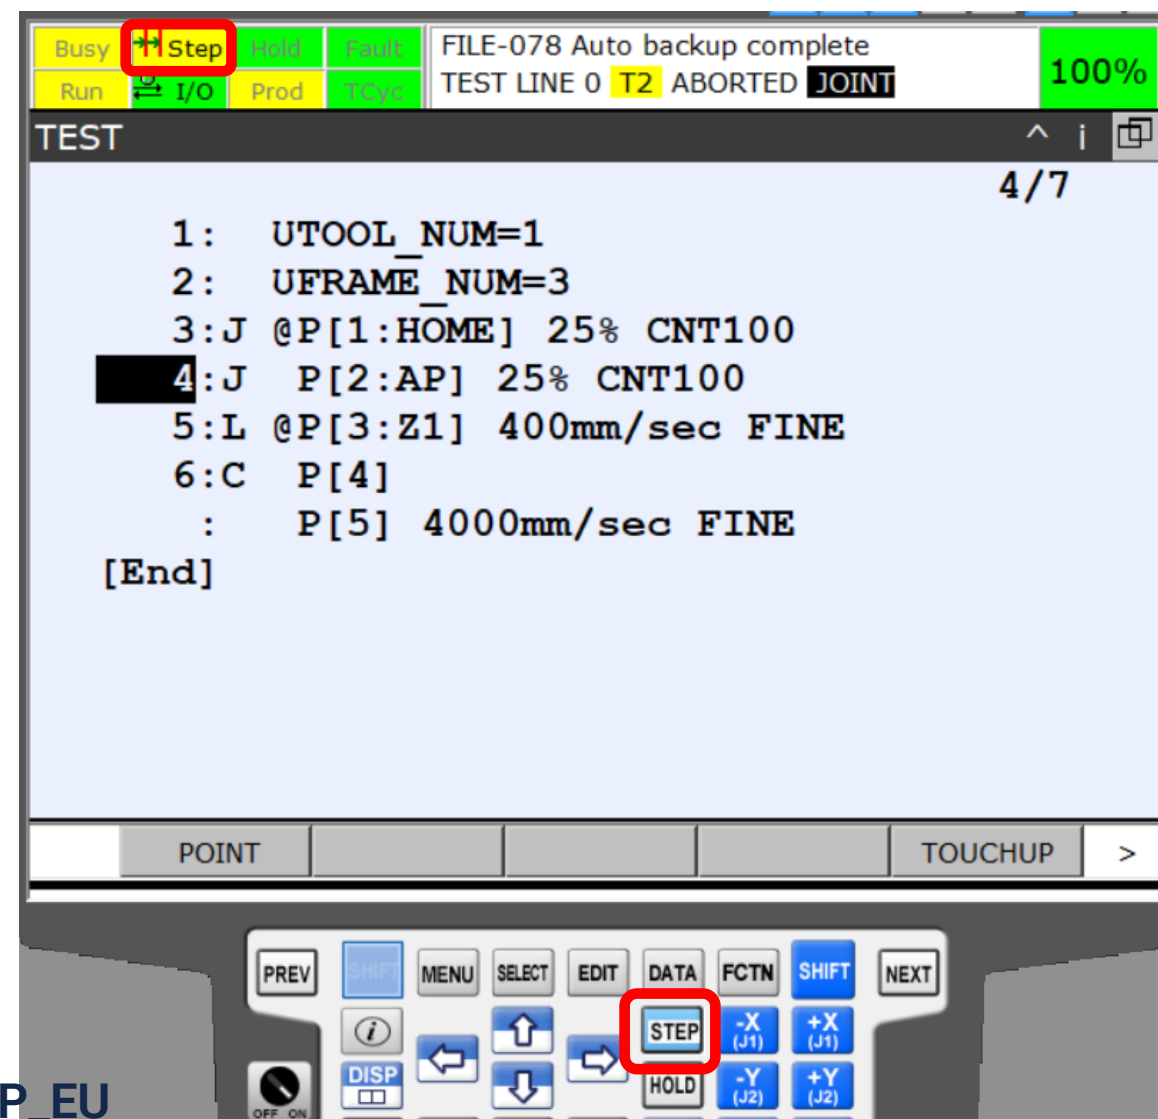 Busy Step Hold Fault FILE-078 Auto backup complete
Run I/O Prod TCyc TEST LINE 0 T2 ABORTED JOINT
100%
TEST ^ i
4/7
1: UTOOL_NUM=1
2: UFRAME_NUM=3
3:J @P[1:HOME] 25% CNT100
4:J P[2:AP] 25% CNT100
5:L @P[3:Z1] 400mm/sec FINE
6:C P[4]
: P[5] 4000mm/sec FINE
[End]
POINT TOUCHUP >
PREV SHIFT MENU SELECT EDIT DATA FCTN SHIFT NEXT
i STEP -X (J1) +X (J1)
DISP HOLD -Y (J2) +Y (J2)
OFF ON
P_EU